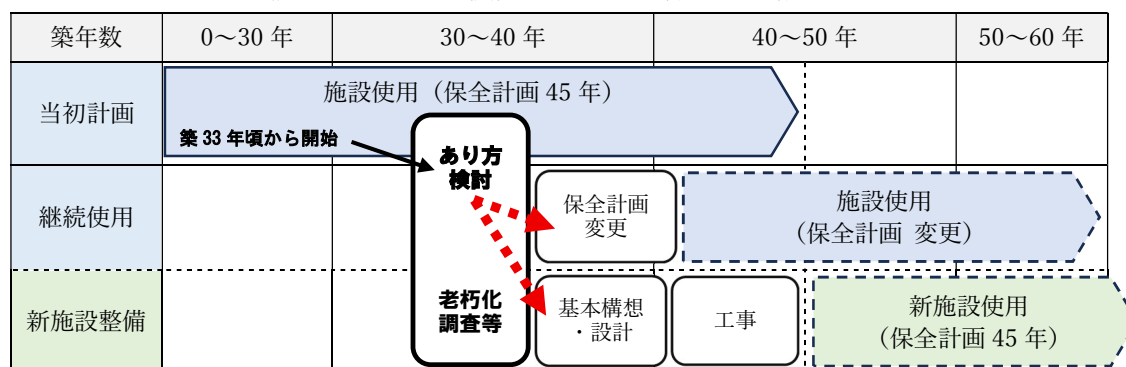 築年数
0～30 年
30～40 年
40～50 年
50～60 年
当初計画
施設使用（保全計画 45 年）
築 33 年頃から開始
あり方
検討
継続使用
保全計画
変更
施設使用
（保全計画 変更）
新施設整備
老朽化
調査等
基本構想
・設計
工事
新施設使用
（保全計画 45 年）